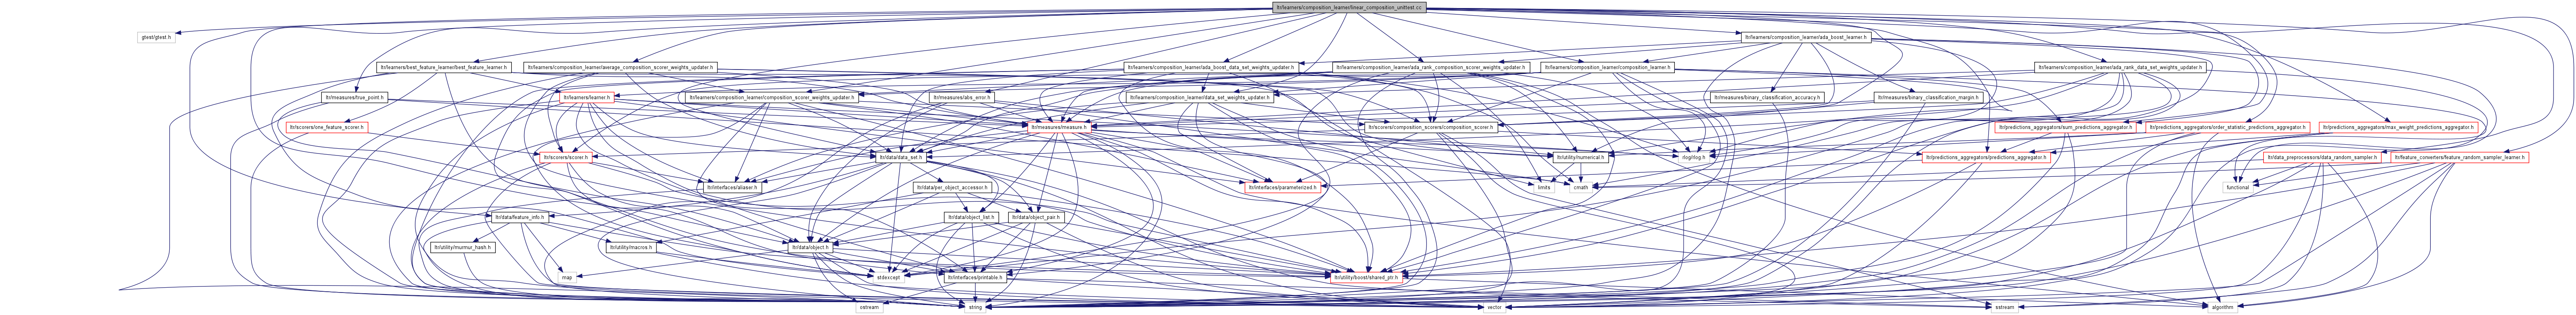 ltr/learners/composition_learner/linear_composition_unittest.cc
gtest/gtest.h
ltr/learners/composition_learner/ada_boost_learner.h
ltr/learners/best_feature_learner/best_feature_learner.h
ltr/learners/composition_learner/average_composition_scorer_weights_updater.h
ltr/learners/composition_learner/ada_boost_data_set_weights_updater.h
ltr/learners/composition_learner/ada_rank_composition_scorer_weights_updater.h
ltr/learners/composition_learner/composition_learner.h
ltr/learners/composition_learner/ada_rank_data_set_weights_updater.h
ltr/measures/true_point.h
ltr/learners/learner.h
ltr/learners/composition_learner/composition_scorer_weights_updater.h
ltr/measures/abs_error.h
ltr/learners/composition_learner/data_set_weights_updater.h
ltr/measures/binary_classification_accuracy.h
ltr/measures/binary_classification_margin.h
ltr/scorers/one_feature_scorer.h
ltr/measures/measure.h
ltr/scorers/composition_scorers/composition_scorer.h
ltr/predictions_aggregators/sum_predictions_aggregator.h
ltr/predictions_aggregators/order_statistic_predictions_aggregator.h
ltr/predictions_aggregators/max_weight_predictions_aggregator.h
ltr/scorers/scorer.h
ltr/data/data_set.h
ltr/utility/numerical.h
rlog/rlog.h
ltr/predictions_aggregators/predictions_aggregator.h
ltr/data_preprocessors/data_random_sampler.h
ltr/feature_converters/feature_random_sampler_learner.h
ltr/interfaces/aliaser.h
ltr/data/per_object_accessor.h
ltr/interfaces/parameterized.h
limits
cmath
functional
ltr/data/feature_info.h
ltr/data/object_list.h
ltr/data/object_pair.h
ltr/utility/murmur_hash.h
ltr/utility/macros.h
ltr/data/object.h
map
stdexcept
ltr/interfaces/printable.h
ltr/utility/boost/shared_ptr.h
ostream
string
vector
sstream
algorithm